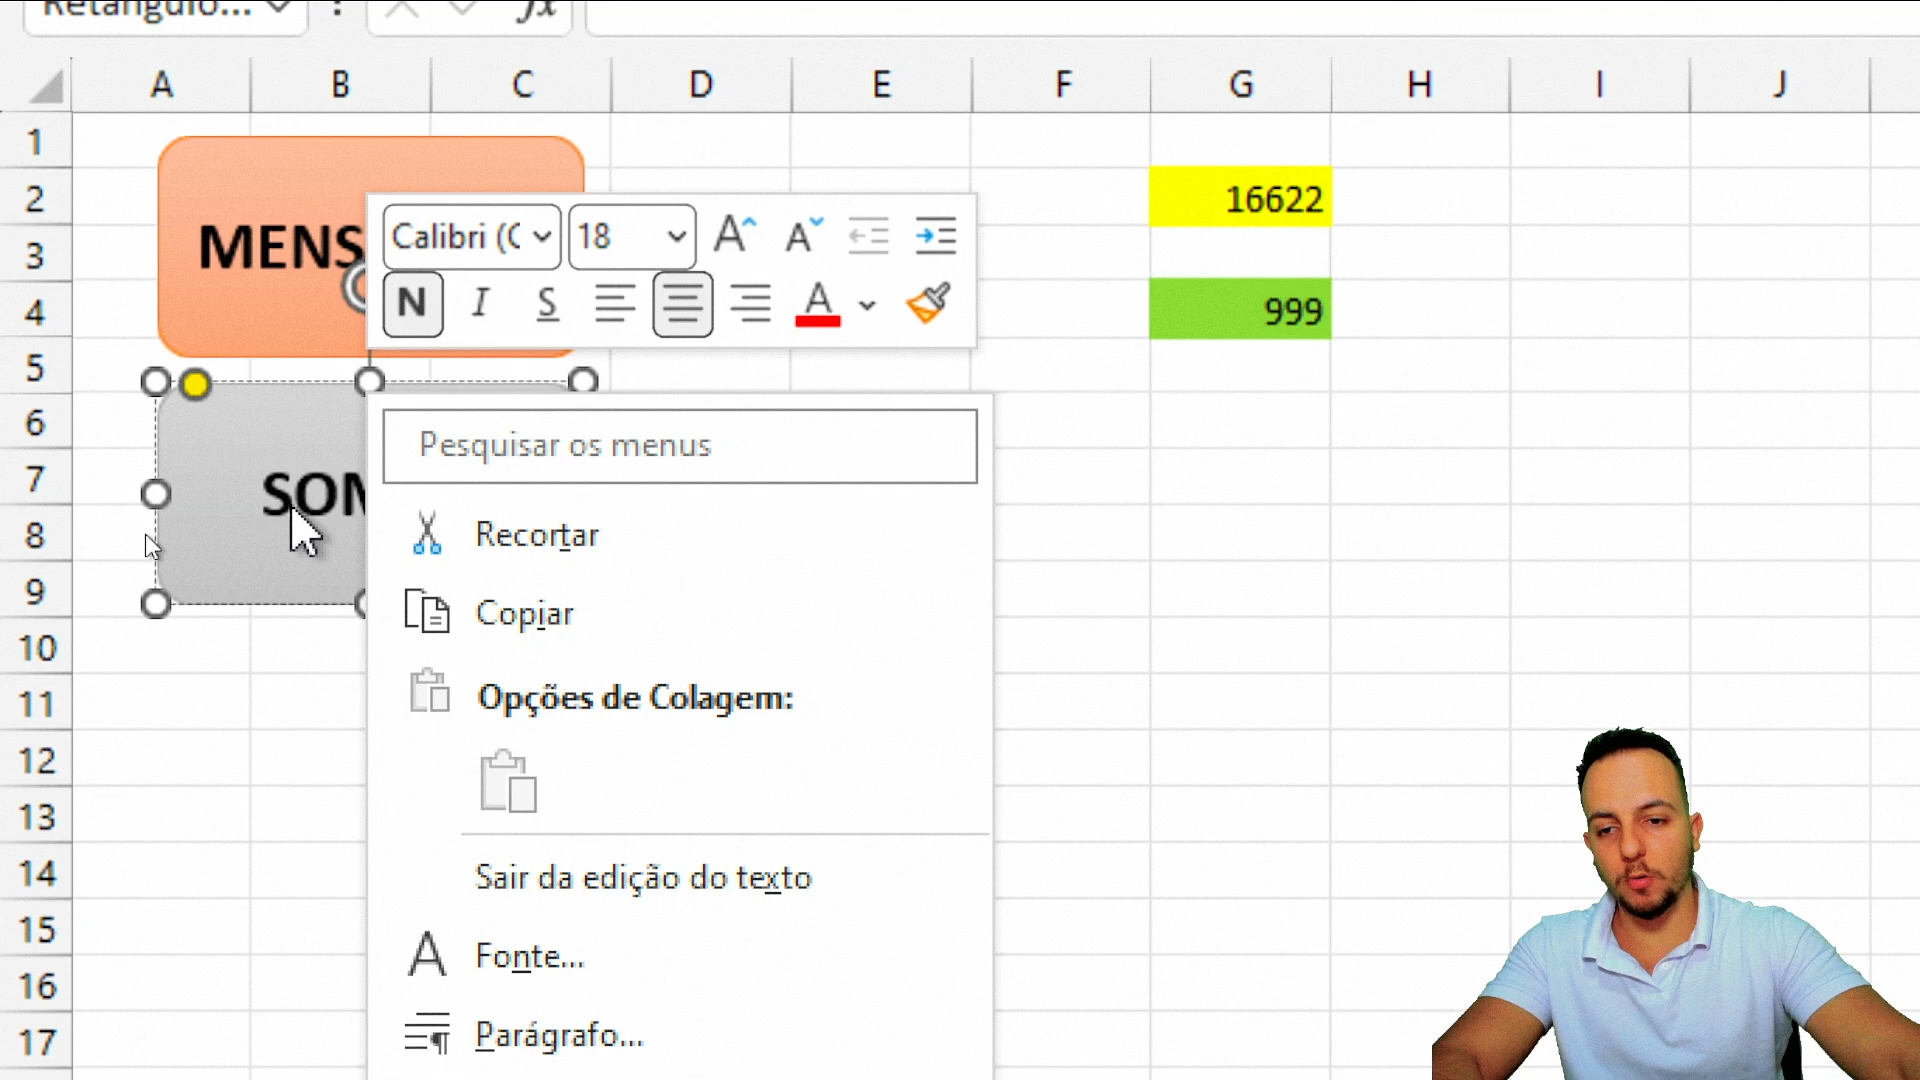 Retângulo...
fx
A B C D E F G H I J
1
2
3
4
5
6
7
8
9
10
11
12
13
14
15
16
17
MENS
SOM
16622
999
Calibri (C
18
A A
N I S A
Pesquisar os menus
Recortar
Copiar
Opções de Colagem:
Sair da edição do texto
Fonte...
Parágrafo...